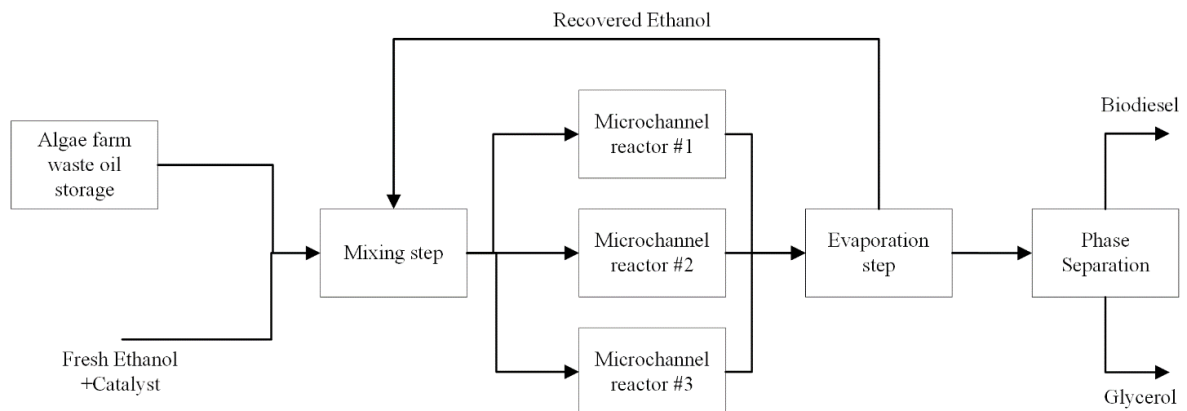 Recovered Ethanol
Algae farm
waste oil
storage
Fresh Ethanol
+Catalyst
Mixing step
Microchannel
reactor #1
Microchannel
reactor #2
Microchannel
reactor #3
Evaporation
step
Phase
Separation
Biodiesel
Glycerol